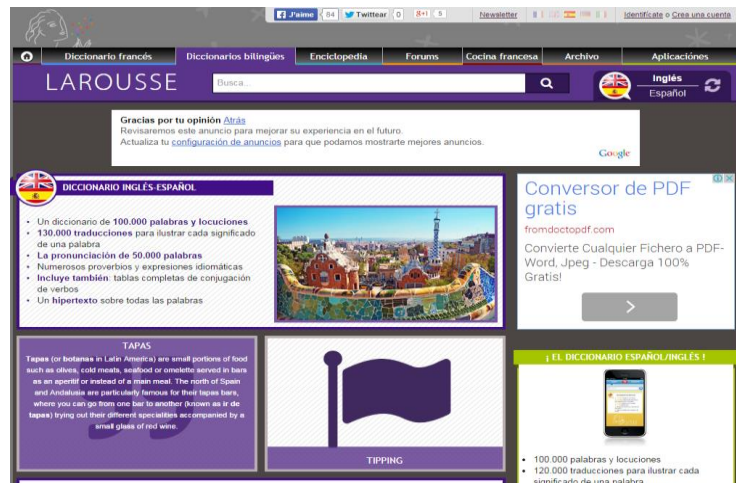 J'aime 84 Twittear 0 g+1 5 Newsletter Identifícate o Crea una cuenta
Diccionario francés Diccionarios bilingües Enciclopedia Forums Cocina francesa Archivo Aplicaciónes
LAROUSSE Busca... Inglés
Español
Gracias por tu opinión Atrás
Revisaremos este anuncio para mejorar su experiencia en el futuro.
Actualiza tu configuración de anuncios para que podamos mostrarte mejores anuncios.
Google
DICCIONARIO INGLÉS-ESPAÑOL
• Un diccionario de 100.000 palabras y locuciones
• 130.000 traducciones para ilustrar cada significado
de una palabra
• La pronunciación de 50.000 palabras
• Numerosos proverbios y expresiones idiomáticas
• Incluye también: tablas completas de conjugación
de verbos
• Un hipertexto sobre todas las palabras
Conversor de PDF
gratis
fromdoctopdf.com
Convierte Cualquier Fichero a PDF-
Word, Jpeg - Descarga 100%
Gratis!
TAPAS
Tapas (or botanas in Latin America) are small portions of food
such as olives, cold meats, seafood or omelette served in bars
as an aperitif or instead of a main meal. The north of Spain
and Andalusia are particularly famous for their tapas bars,
where you can go from one bar to another (known as ir de
tapas) trying out their different specialities accompanied by a
small glass of red wine.
TIPPING
¡ EL DICCIONARIO ESPAÑOL/INGLÉS !
• 100.000 palabras y locuciones
• 120.000 traducciones para ilustrar cada
significado de una palabra